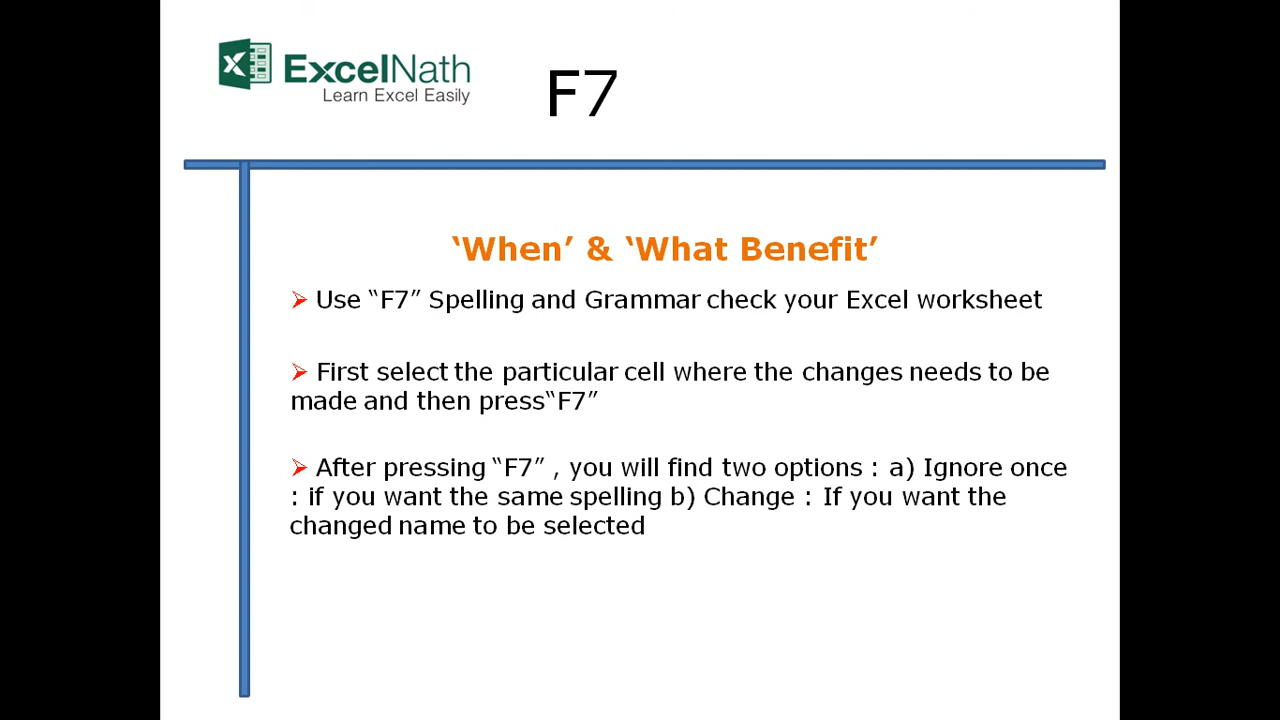 ExcelNath
Learn Excel Easily
F7
‘When’ & ‘What Benefit’
➢ Use “F7” Spelling and Grammar check your Excel worksheet
➢ First select the particular cell where the changes needs to be
made and then press“F7”
➢ After pressing “F7” , you will find two options : a) Ignore once
: if you want the same spelling b) Change : If you want the
changed name to be selected